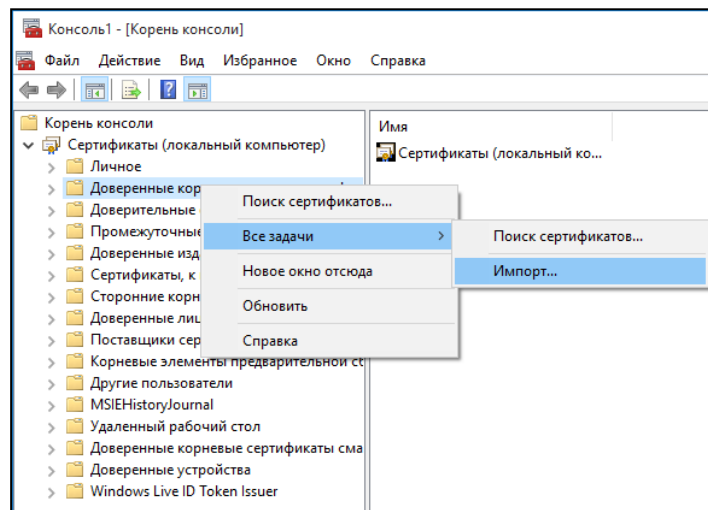 Консоль1 - [Корень консоли]
Файл Действие Вид Избранное Окно Справка
Корень консоли
Сертификаты (локальный компьютер)
Личное
Доверенные кор
Доверительные
Промежуточные
Доверенные изд
Сертификаты, к
Сторонние корн
Доверенные лиц
Поставщики сер
Корневые элементы предварительной сб
Другие пользователи
MSIEHistoryJournal
Удаленный рабочий стол
Доверенные корневые сертификаты сма
Доверенные устройства
Windows Live ID Token Issuer
Имя
Сертификаты (локальный ко...
Поиск сертификатов...
Все задачи
Новое окно отсюда
Обновить
Справка
Поиск сертификатов...
Импорт...